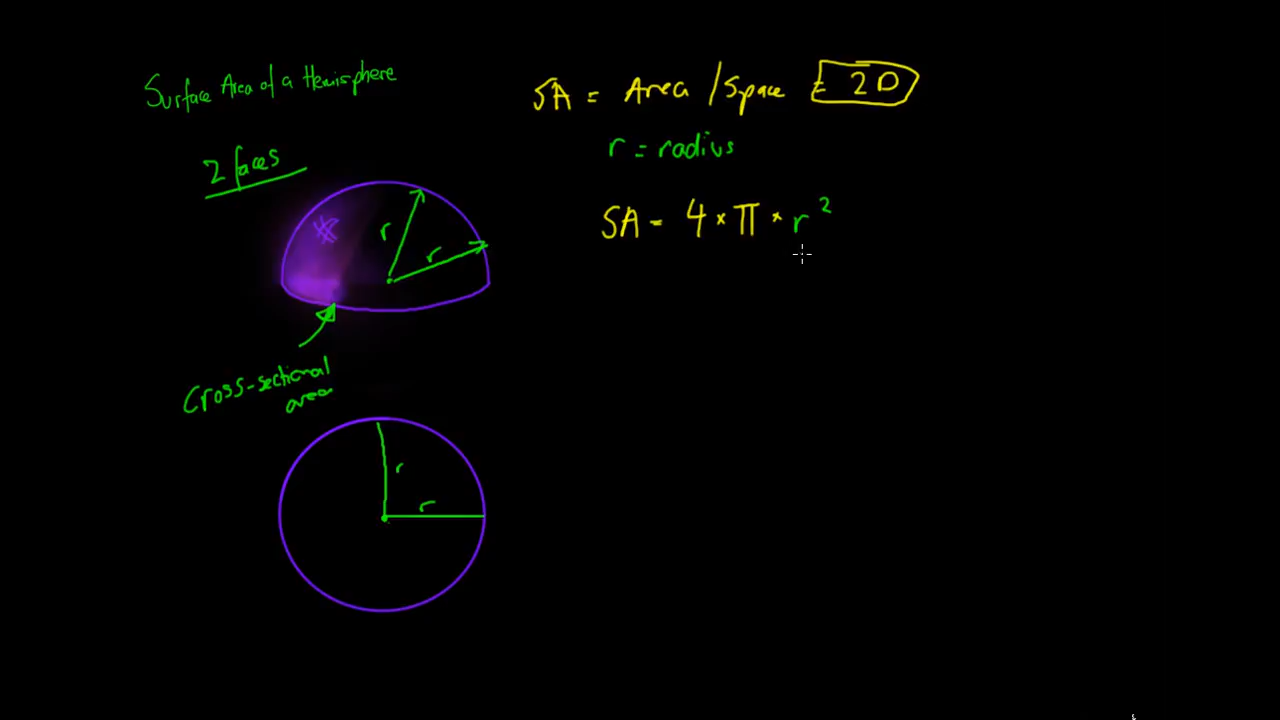 Surface Area of a Hemisphere
2 faces
r
r
Cross-sectional
area
r
r
SA = Area / Space = 2D
r = radius
SA = 4 × π × r²